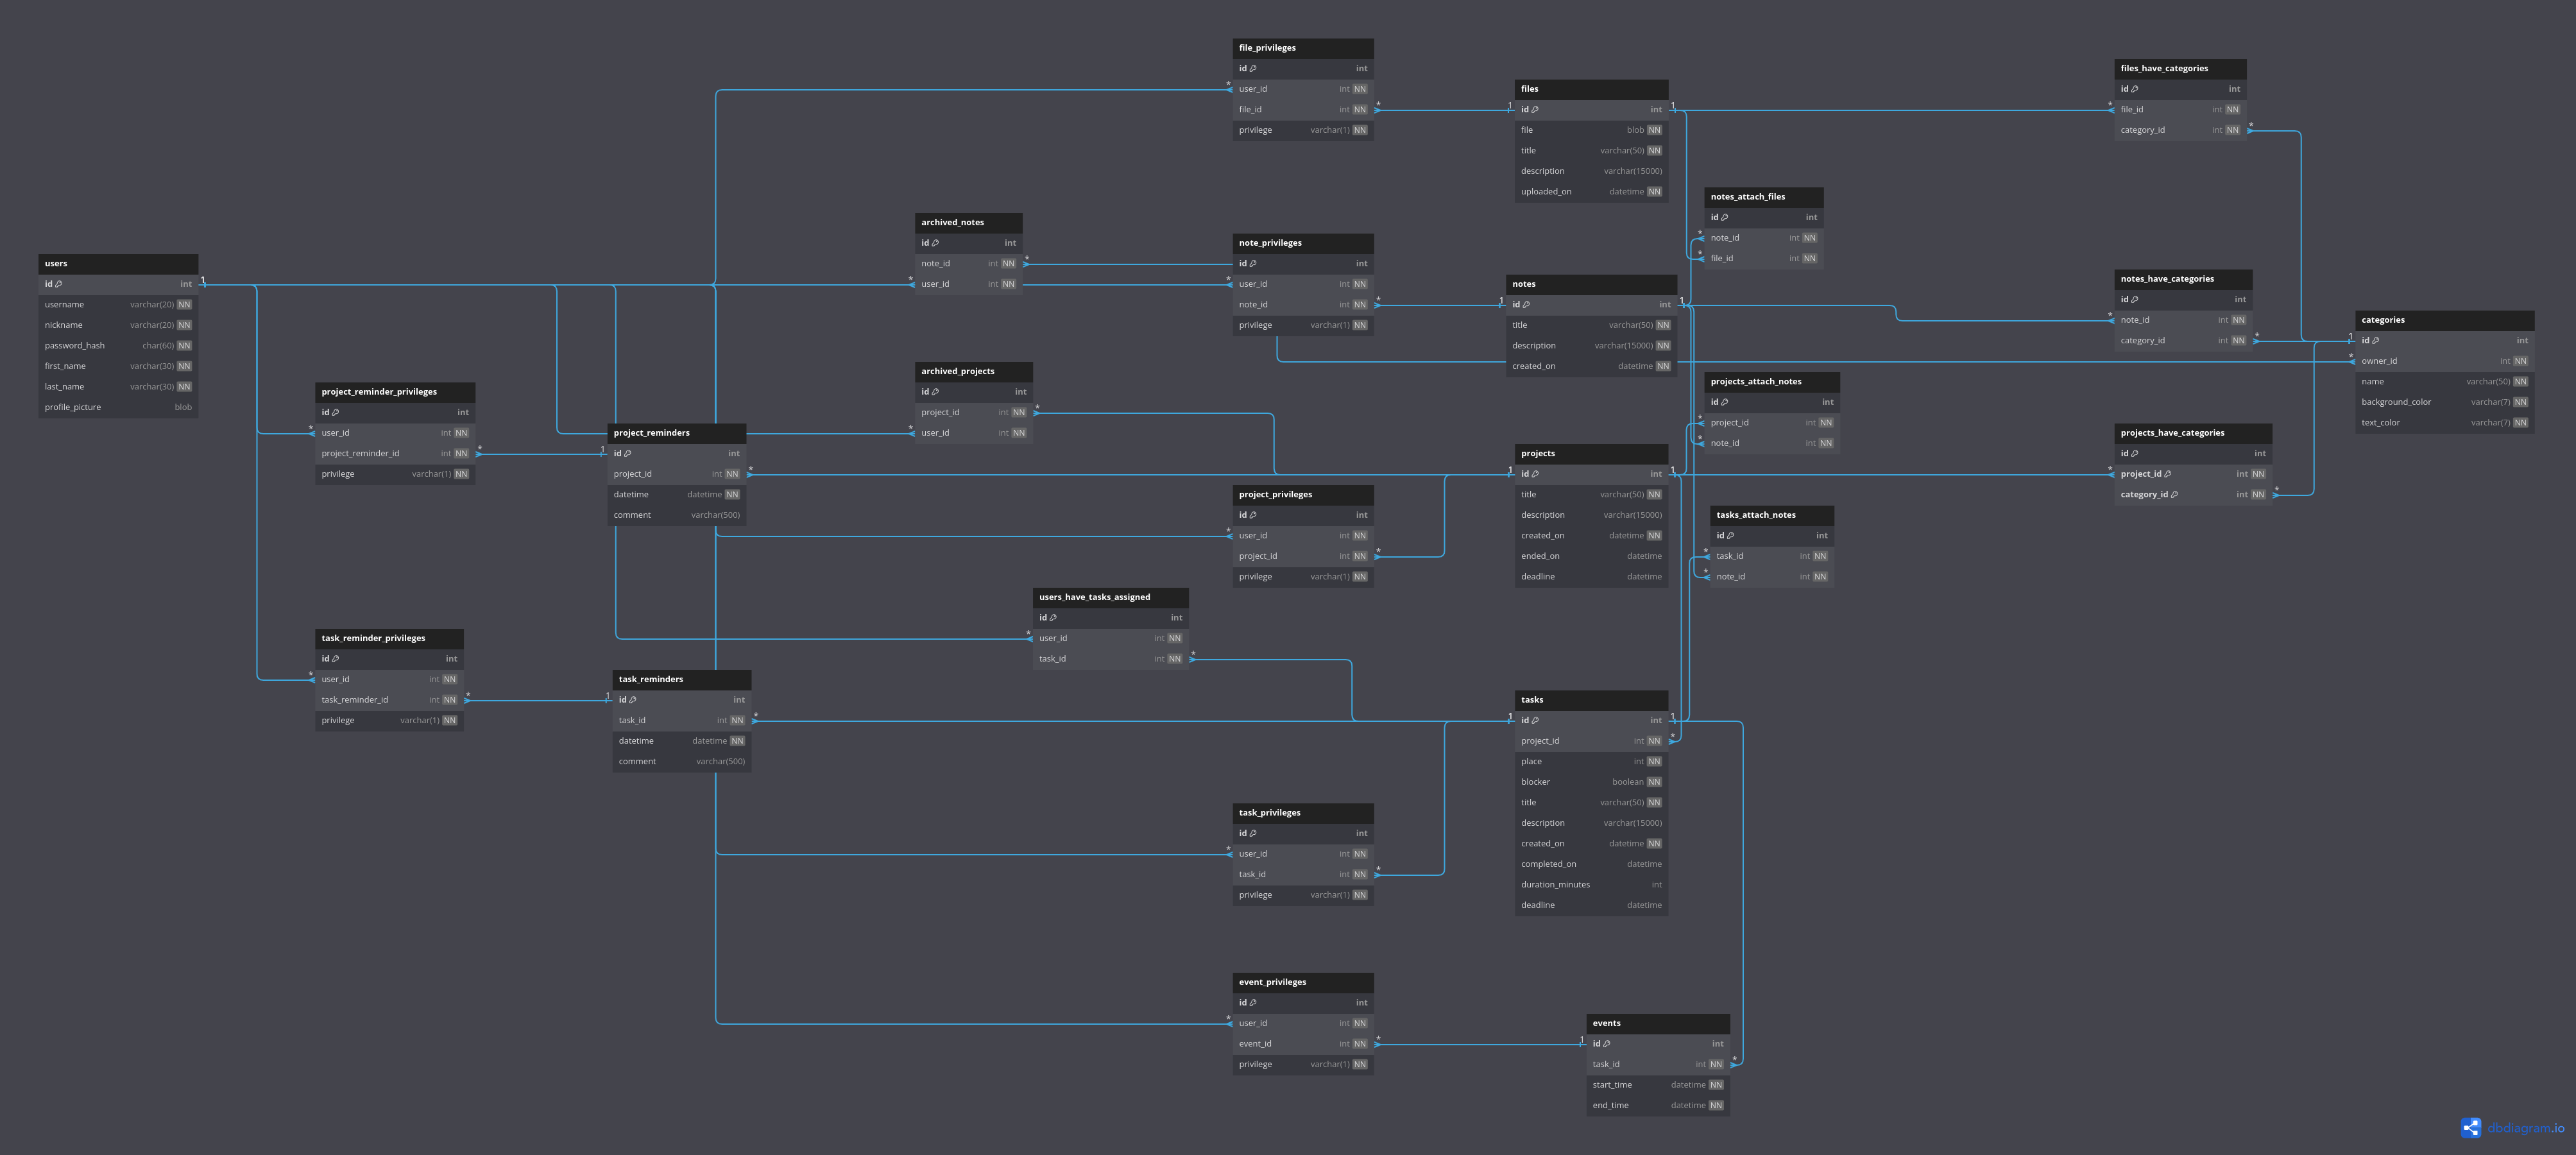 users
id int
username varchar(20) NN
nickname varchar(20) NN
password_hash char(60) NN
first_name varchar(30) NN
last_name varchar(30) NN
profile_picture blob
project_reminder_privileges
id int
user_id int NN
project_reminder_id int NN
privilege varchar(1) NN
task_reminder_privileges
id int
user_id int NN
task_reminder_id int NN
privilege varchar(1) NN
project_reminders
id int
project_id int NN
datetime datetime NN
comment varchar(500)
task_reminders
id int
task_id int NN
datetime datetime NN
comment varchar(500)
archived_notes
id int
note_id int NN
user_id int NN
archived_projects
id int
project_id int NN
user_id int NN
users_have_tasks_assigned
id int
user_id int NN
task_id int NN
file_privileges
id int
user_id int NN
file_id int NN
privilege varchar(1) NN
note_privileges
id int
user_id int NN
note_id int NN
privilege varchar(1) NN
project_privileges
id int
user_id int NN
project_id int NN
privilege varchar(1) NN
task_privileges
id int
user_id int NN
task_id int NN
privilege varchar(1) NN
event_privileges
id int
user_id int NN
event_id int NN
privilege varchar(1) NN
files
id int
file blob NN
title varchar(50) NN
description varchar(15000)
uploaded_on datetime NN
notes
id int
title varchar(50) NN
description varchar(15000) NN
created_on datetime NN
projects
id int
title varchar(50) NN
description varchar(15000)
created_on datetime NN
ended_on datetime
deadline datetime
tasks
id int
project_id int NN
place int NN
blocker boolean NN
title varchar(50) NN
description varchar(15000)
created_on datetime NN
completed_on datetime
duration_minutes int
deadline datetime
events
id int
task_id int NN
start_time datetime NN
end_time datetime NN
notes_attach_files
id int
note_id int NN
file_id int NN
projects_attach_notes
id int
project_id int NN
note_id int NN
tasks_attach_notes
id int
task_id int NN
note_id int NN
files_have_categories
id int
file_id int NN
category_id int NN
notes_have_categories
id int
note_id int NN
category_id int NN
projects_have_categories
id int
project_id int NN
category_id int NN
categories
id int
owner_id int NN
name varchar(50) NN
background_color varchar(7) NN
text_color varchar(7) NN
dbdiagram.io